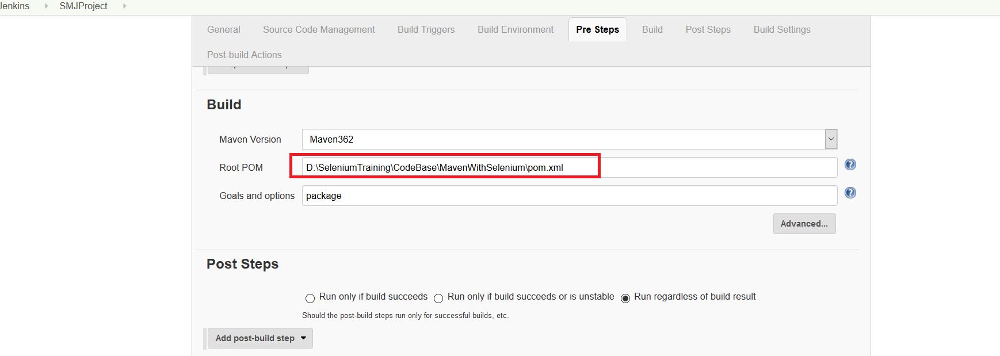 Jenkins SMJProject
General Source Code Management Build Triggers Build Environment Pre Steps Build Post Steps Build Settings
Post-build Actions
Build
Maven Version Maven362
Root POM D:\SeleniumTraining\CodeBase\MavenWithSelenium\pom.xml
Goals and options package
Advanced...
Post Steps
Run only if build succeeds Run only if build succeeds or is unstable Run regardless of build result
Should the post-build steps run only for successful builds, etc.
Add post-build step